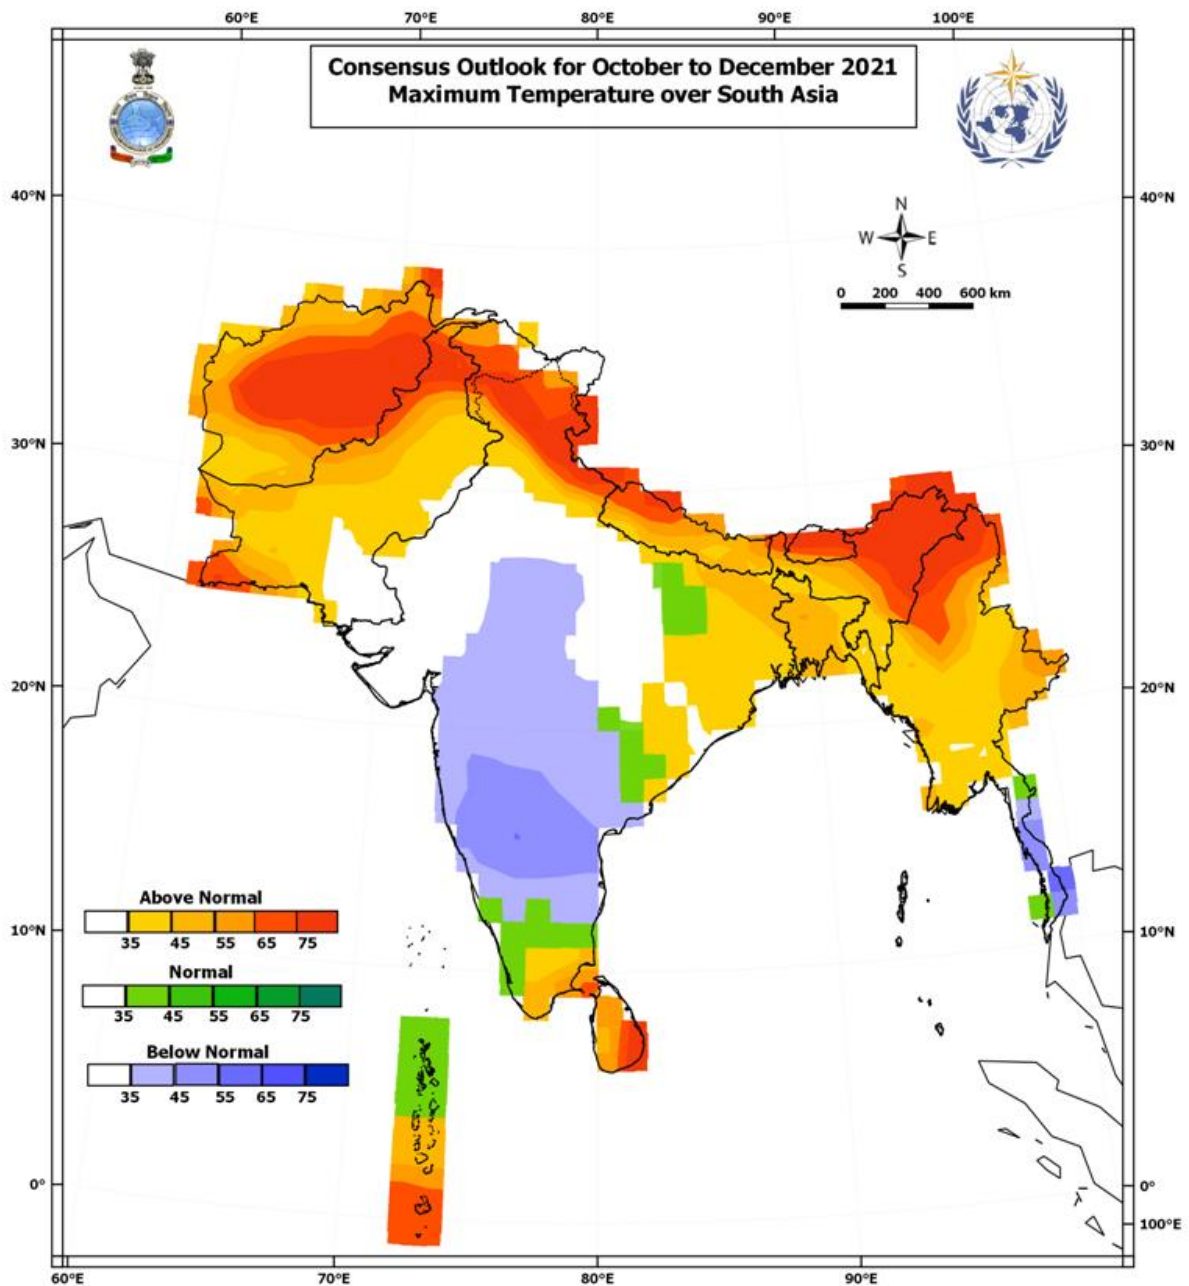 60°E 70°E 80°E 90°E 100°E
Consensus Outlook for October to December 2021
Maximum Temperature over South Asia
40°N 40°N
N
W E
S
0 200 400 600 km
30°N 30°N
20°N 20°N
Above Normal
35 45 55 65 75
10°N 10°N
Normal
35 45 55 65 75
Below Normal
35 45 55 65 75
0° 0°
100°E
60°E 70°E 80°E 90°E